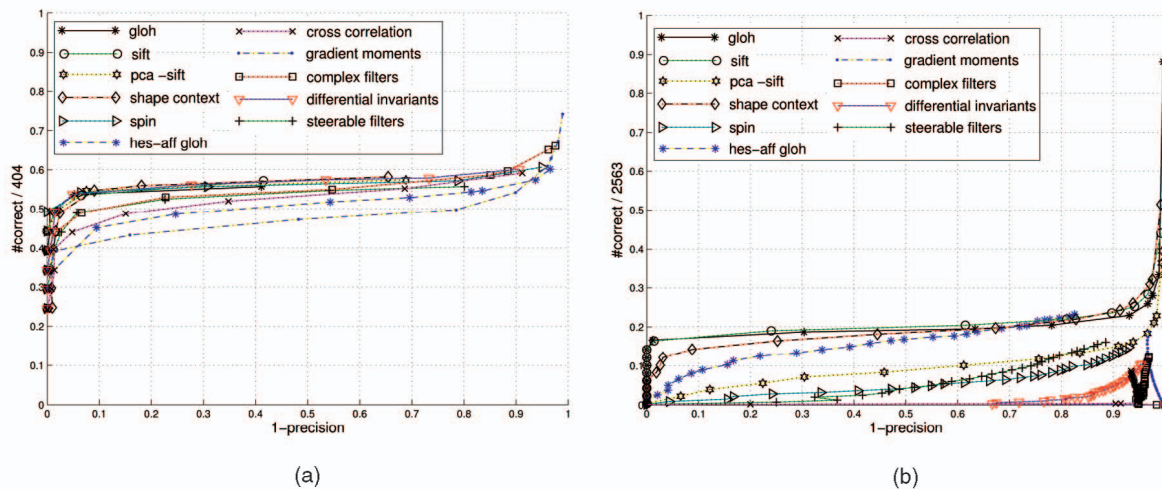 1
0.9
0.8
0.7
0.6
0.5
0.4
0.3
0.2
0.1
0
#correct / 404
gloh
sift
pca -sift
shape context
spin
hes-aff gloh
cross correlation
gradient moments
complex filters
differential invariants
steerable filters
0 0.1 0.2 0.3 0.4 0.5 0.6 0.7 0.8 0.9 1
1-precision
(a)
1
0.9
0.8
0.7
0.6
0.5
0.4
0.3
0.2
0.1
0
#correct / 2563
gloh
sift
pca -sift
shape context
spin
hes-aff gloh
cross correlation
gradient moments
complex filters
differential invariants
steerable filters
0 0.1 0.2 0.3 0.4 0.5 0.6 0.7 0.8 0.9
1-precision
(b)